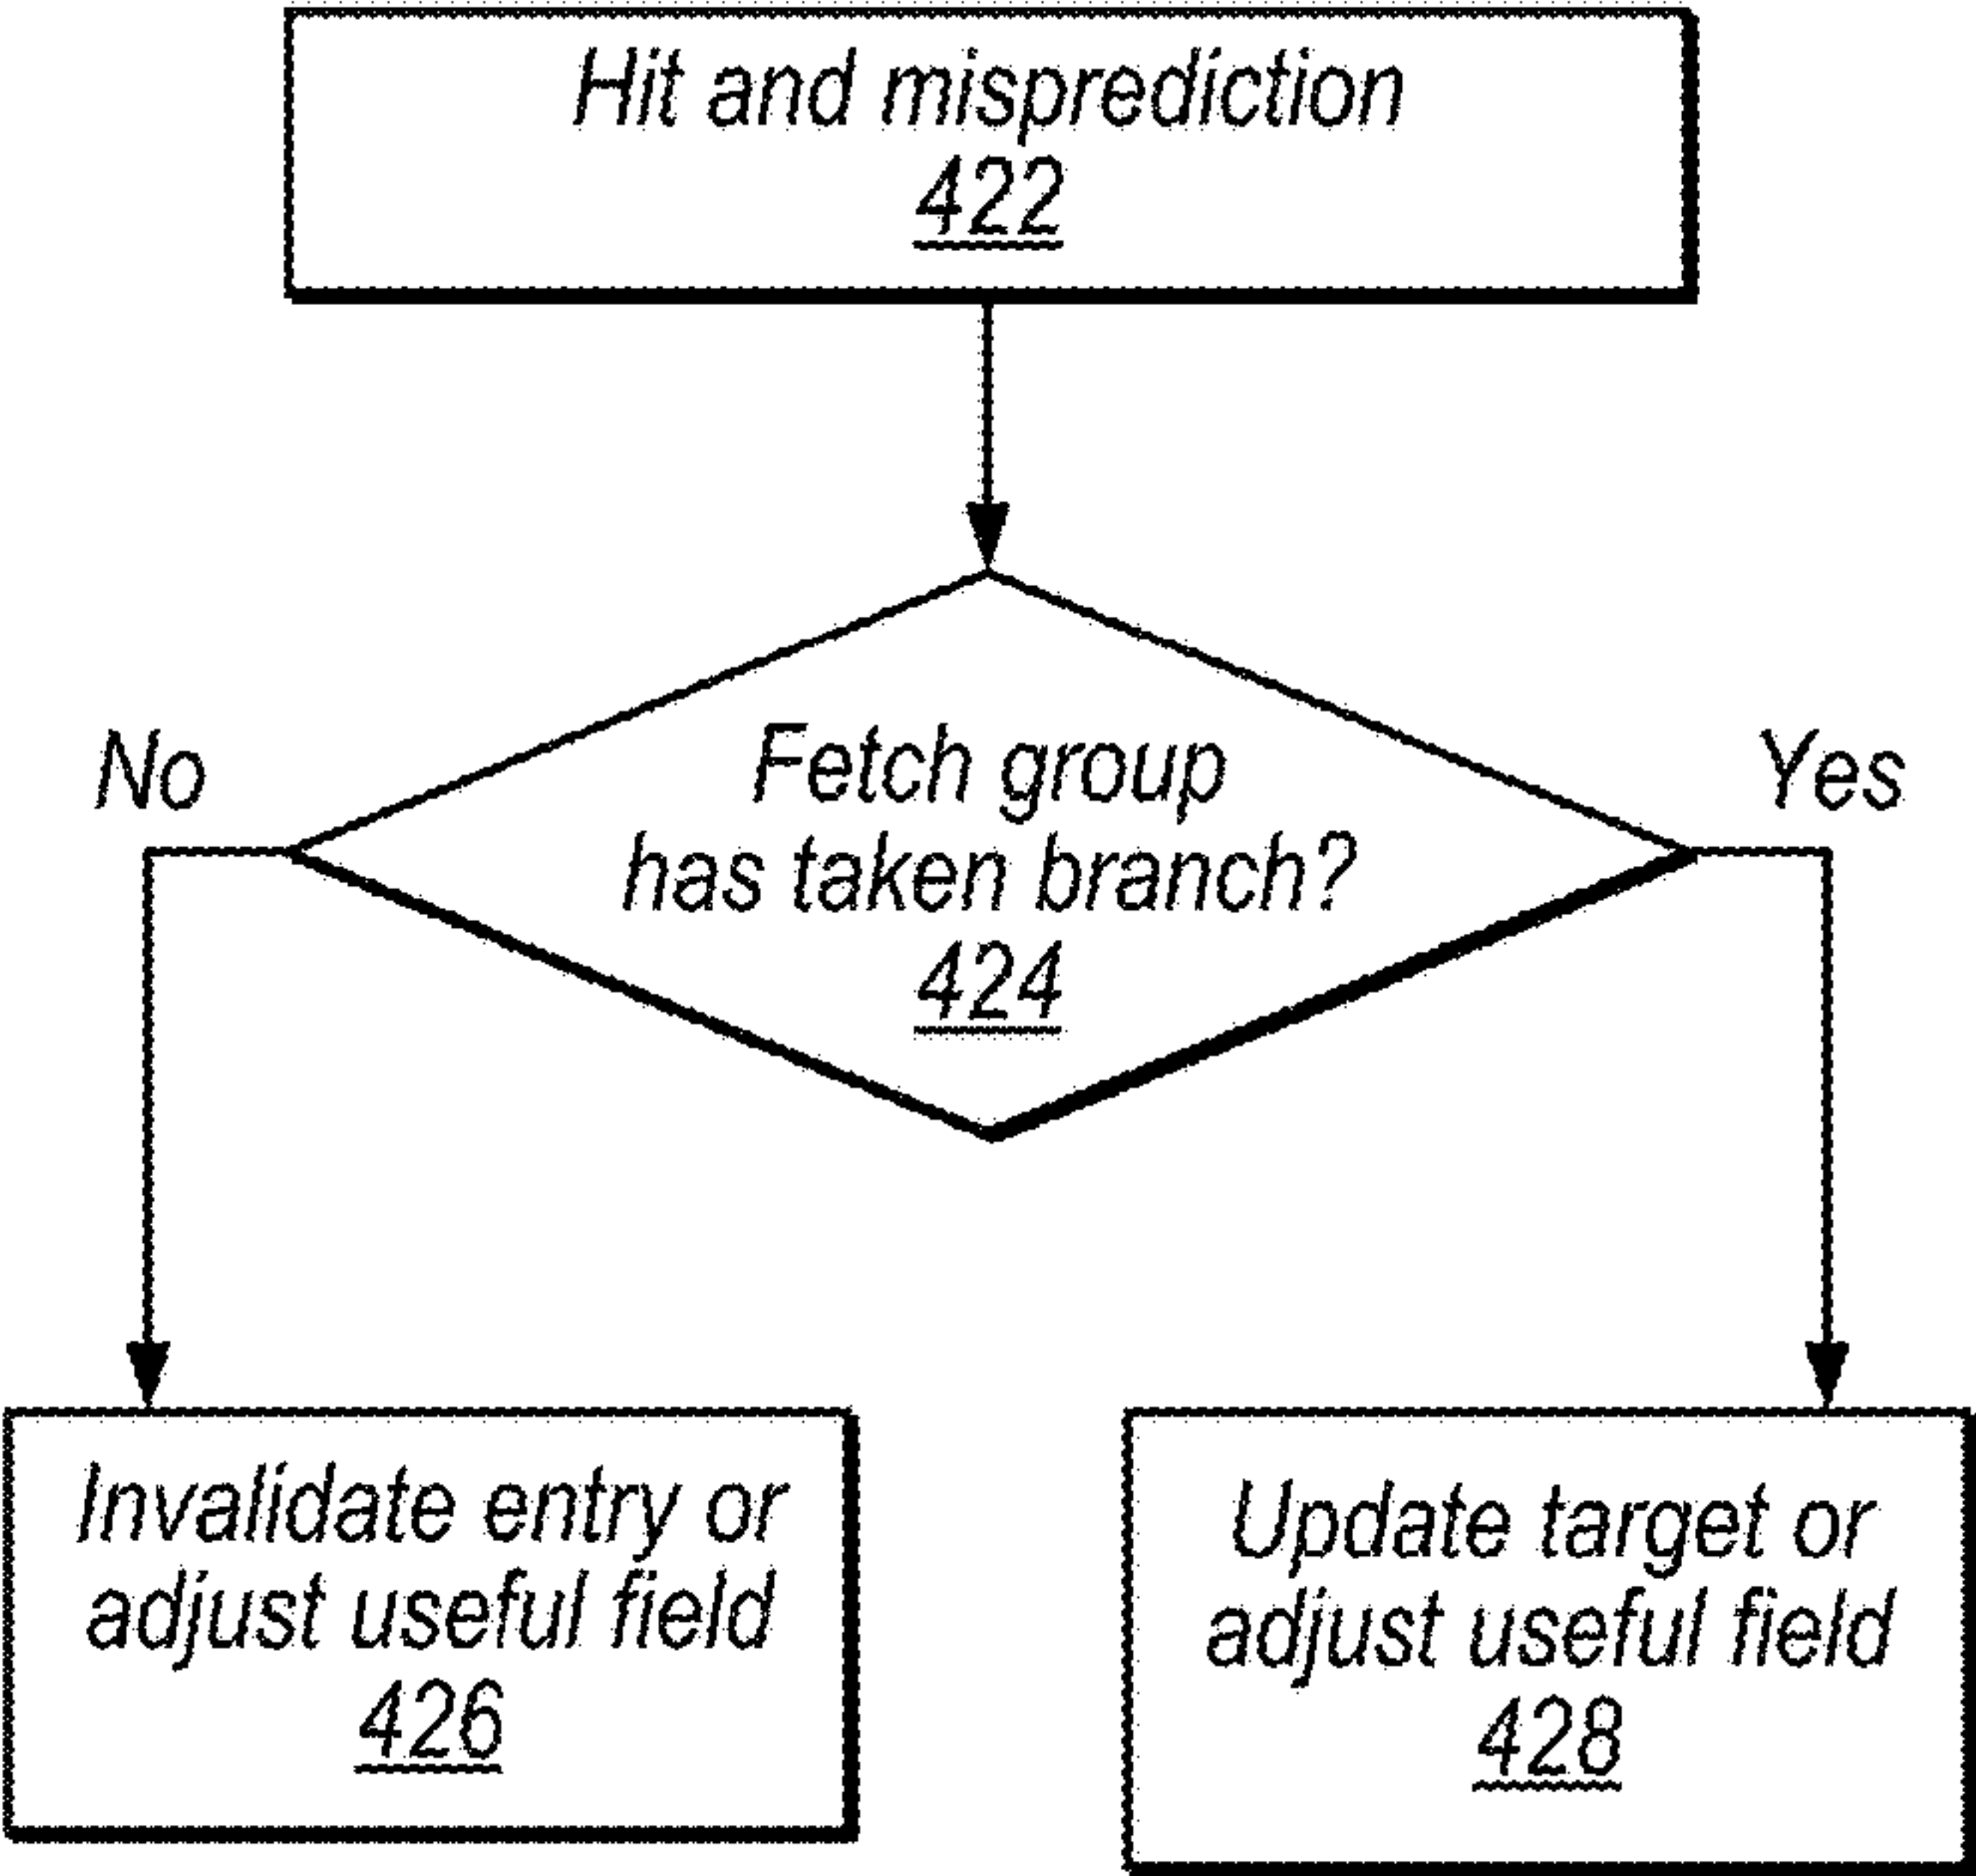 Hit and misprediction
422
No
Fetch group
has taken branch?
424
Yes
Invalidate entry or
adjust useful field
426
Update target or
adjust useful field
428